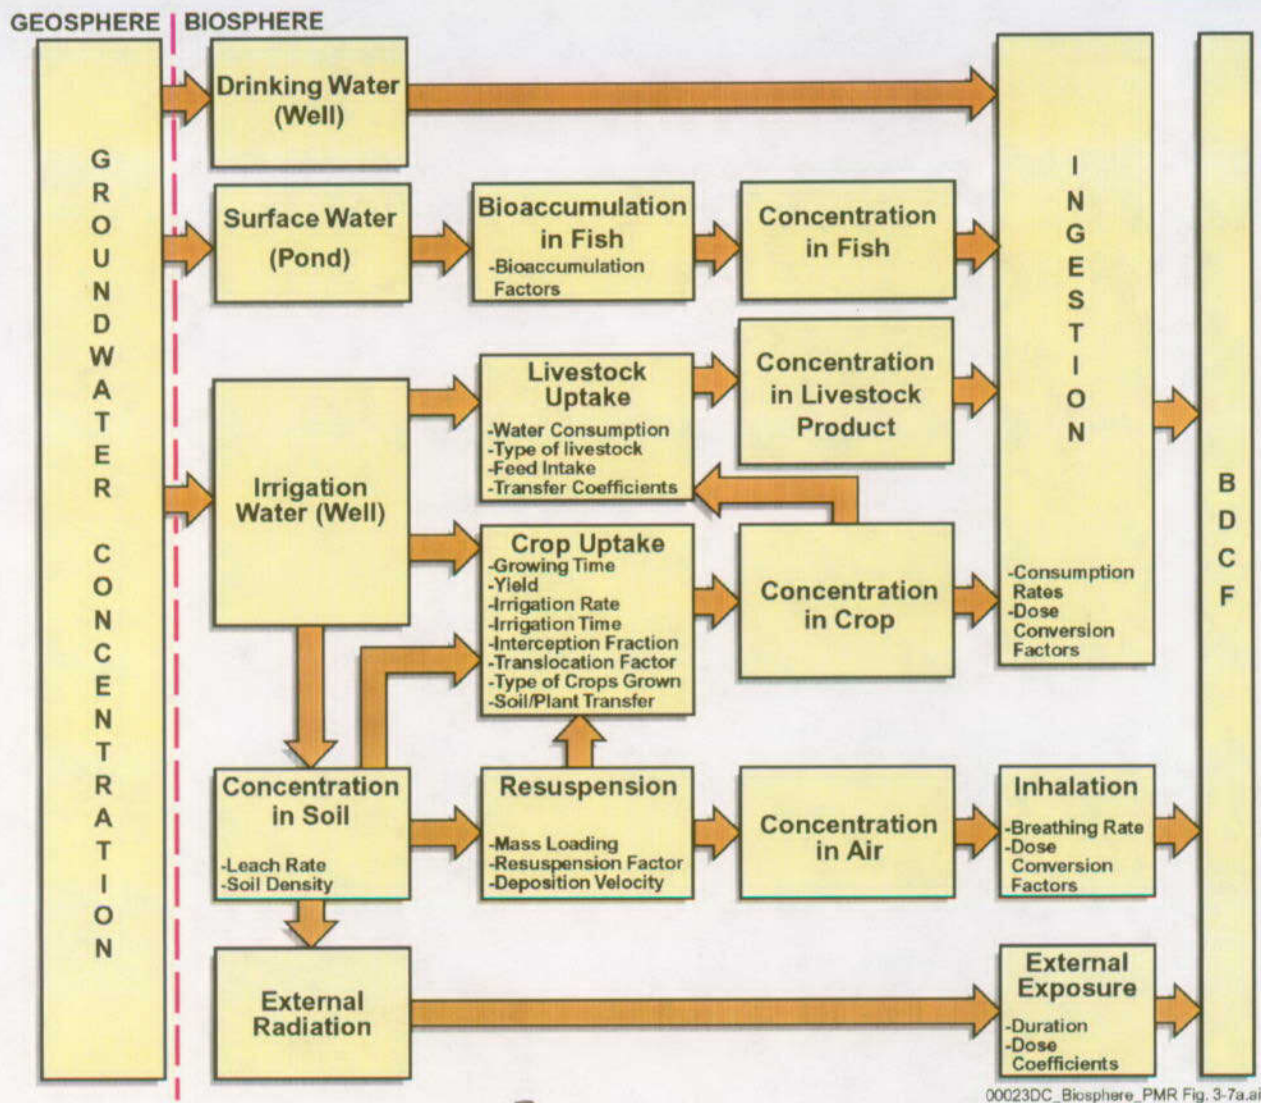 GEOSPHERE
BIOSPHERE
GROUNDWATER CONCENTRATION
Drinking Water
(Well)
Surface Water
(Pond)
Bioaccumulation
in Fish
-Bioaccumulation
Factors
Concentration
in Fish
Irrigation
Water (Well)
Livestock
Uptake
-Water Consumption
-Type of livestock
-Feed Intake
-Transfer Coefficients
Concentration
in Livestock
Product
Crop Uptake
-Growing Time
-Yield
-Irrigation Rate
-Irrigation Time
-Interception Fraction
-Translocation Factor
-Type of Crops Grown
-Soil/Plant Transfer
Concentration
in Crop
INGESTION
-Consumption
Rates
-Dose
Conversion
Factors
Concentration
in Soil
-Leach Rate
-Soil Density
Resuspension
-Mass Loading
-Resuspension Factor
-Deposition Velocity
Concentration
in Air
Inhalation
-Breathing Rate
-Dose
Conversion
Factors
External
Radiation
External
Exposure
-Duration
-Dose
Coefficients
BDCF
00023DC_Biosphere_PMR Fig. 3-7a.ai